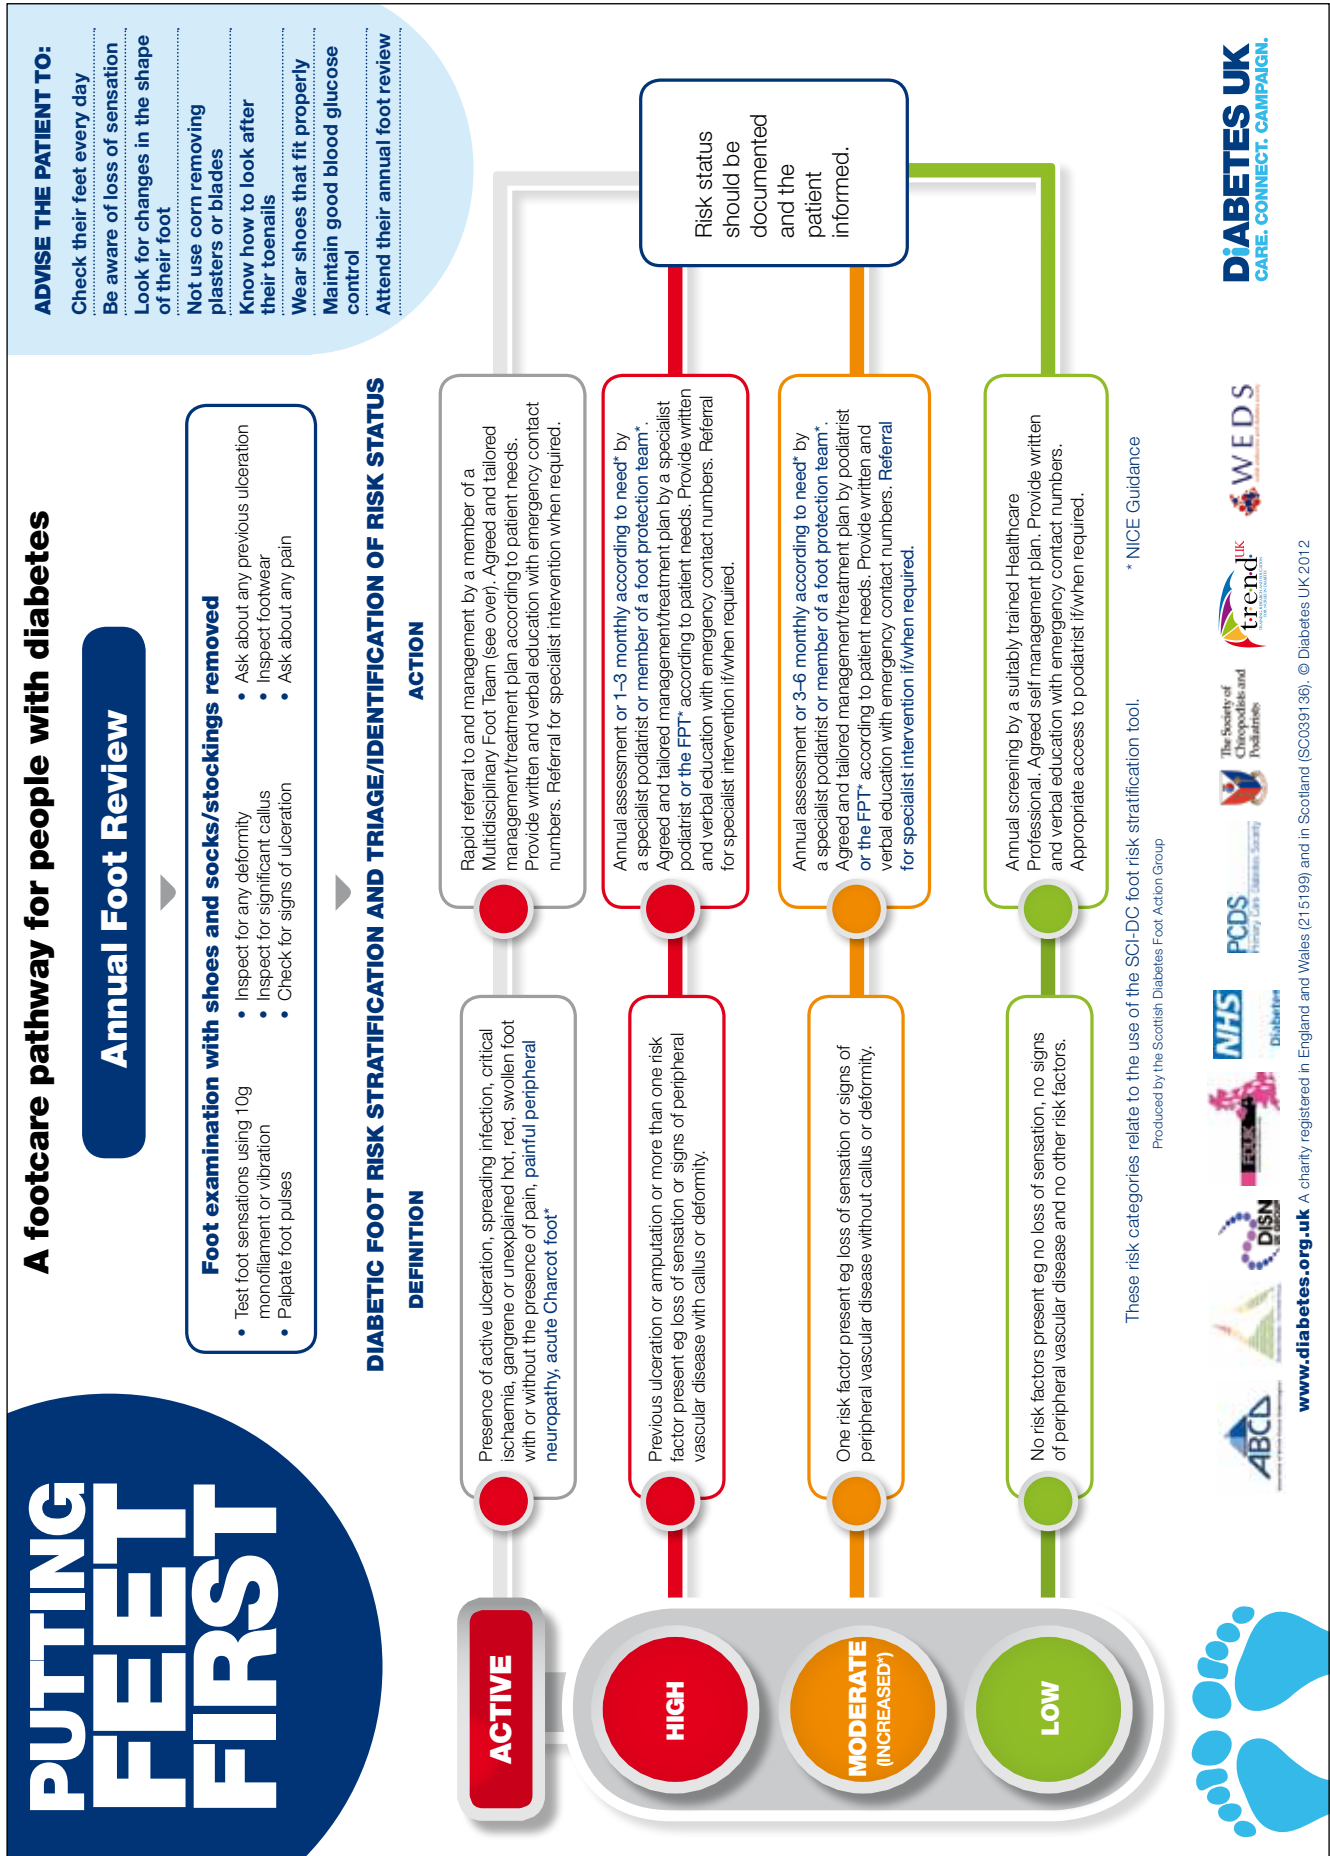 PUTTING
FEET
FIRST
A footcare pathway for people with diabetes
Annual Foot Review
Foot examination with shoes and socks/stockings removed
• Test foot sensations using 10g
monofilament or vibration
• Palpate foot pulses
• Inspect for any deformity
• Inspect for significant callus
• Check for signs of ulceration
• Ask about any previous ulceration
• Inspect footwear
• Ask about any pain
ADVISE THE PATIENT TO:
Check their feet every day
Be aware of loss of sensation
Look for changes in the shape
of their foot
Not use corn removing
plasters or blades
Know how to look after
their toenails
Wear shoes that fit properly
Maintain good blood glucose
control
Attend their annual foot review
DIABETIC FOOT RISK STRATIFICATION AND TRIAGE/IDENTIFICATION OF RISK STATUS
DEFINITION
ACTION
ACTIVE
Presence of active ulceration, spreading infection, critical
ischaemia, gangrene or unexplained hot, red, swollen foot
with or without the presence of pain, painful peripheral
neuropathy, acute Charcot foot*
Rapid referral to and management by a member of a
Multidisciplinary Foot Team (see over). Agreed and tailored
management/treatment plan according to patient needs.
Provide written and verbal education with emergency contact
numbers. Referral for specialist intervention when required.
HIGH
Previous ulceration or amputation or more than one risk
factor present eg loss of sensation or signs of peripheral
vascular disease with callus or deformity.
Annual assessment or 1–3 monthly according to need* by
a specialist podiatrist or member of a foot protection team*.
Agreed and tailored management/treatment plan by a specialist
podiatrist or the FPT* according to patient needs. Provide written
and verbal education with emergency contact numbers. Referral
for specialist intervention if/when required.
MODERATE
(INCREASED*)
One risk factor present eg loss of sensation or signs of
peripheral vascular disease without callus or deformity.
Annual assessment or 3–6 monthly according to need* by
a specialist podiatrist or member of a foot protection team*.
Agreed and tailored management/treatment plan by podiatrist
or the FPT* according to patient needs. Provide written and
verbal education with emergency contact numbers. Referral
for specialist intervention if/when required.
LOW
No risk factors present eg no loss of sensation, no signs
of peripheral vascular disease and no other risk factors.
Annual screening by a suitably trained Healthcare
Professional. Agreed self management plan. Provide written
and verbal education with emergency contact numbers.
Appropriate access to podiatrist if/when required.
Risk status
should be
documented
and the
patient
informed.
These risk categories relate to the use of the SCI-DC foot risk stratification tool.
* NICE Guidance
Produced by the Scottish Diabetes Foot Action Group
ABCD
DISN
UK GROUP
FDUK
NHS
Diabetes
PCDS
Primary Care Diabetes Society
The Society of
Chiropodists and
Podiatrists
trend UK
WEDS
DiABETES UK
CARE. CONNECT. CAMPAIGN.
www.diabetes.org.uk A charity registered in England and Wales (215199) and in Scotland (SC039136). © Diabetes UK 2012